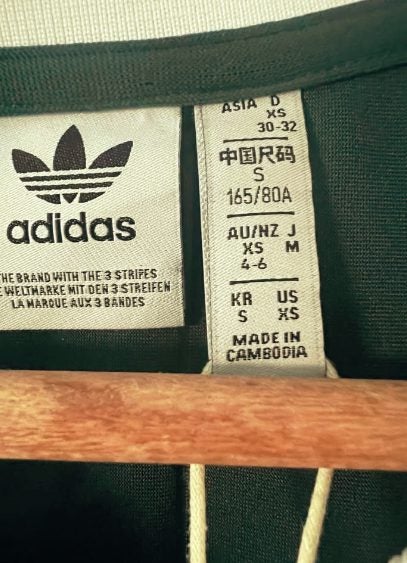 adidas
THE BRAND WITH THE 3 STRIPES
WELTMARKE MIT DEN 3 STREIFEN
LA MARQUE AUX 3 BANDES
ASIA D
XS
30-32
中国尺码
S
165/80A
AU/NZ J
XS M
4-6
KR US
S XS
MADE IN
CAMBODIA